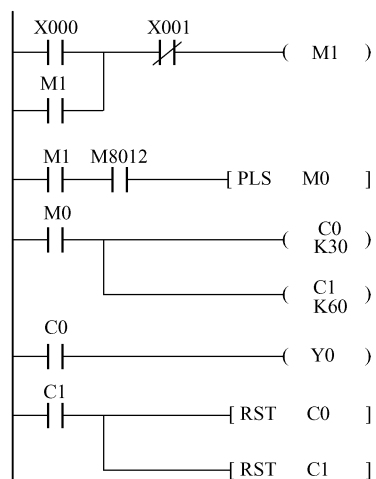 X000 X001
M1
M1
M1 M8012
PLS M0
M0
C0
K30
C1
K60
C0
Y0
C1
RST C0
RST C1